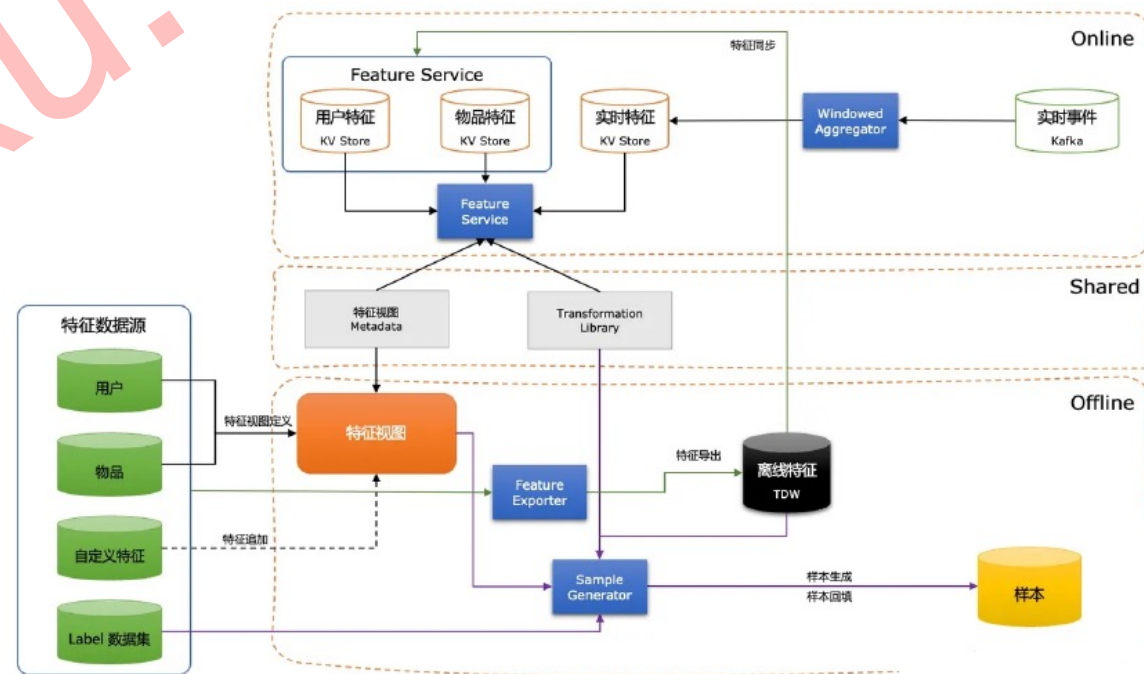 Online
特征同步
Feature Service
用户特征
KV Store
物品特征
KV Store
实时特征
KV Store
Windowed
Aggregator
实时事件
Kafka
Feature
Service
Shared
特征视图
Metadata
Transformation
Library
特征数据源
用户
物品
自定义特征
Label 数据集
Offline
特征视图定义
特征视图
特征追加
Feature
Exporter
特征导出
离线特征
TDW
Sample
Generator
样本生成
样本回填
样本